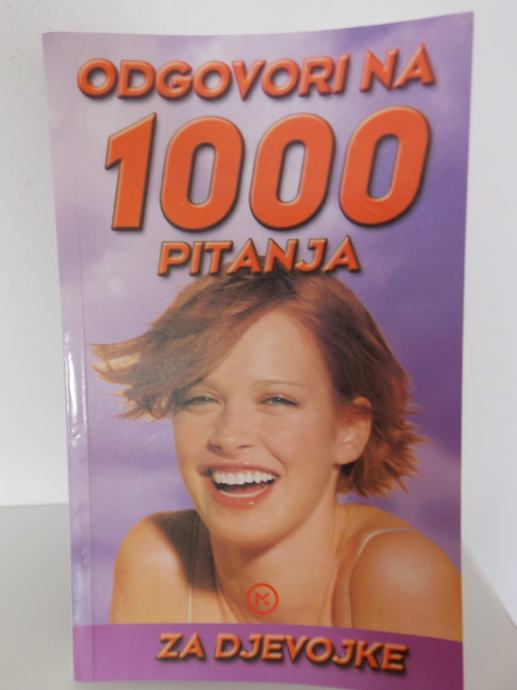 ODGOVORI NA
1000
PITANJA
ZA DJEVOJKE